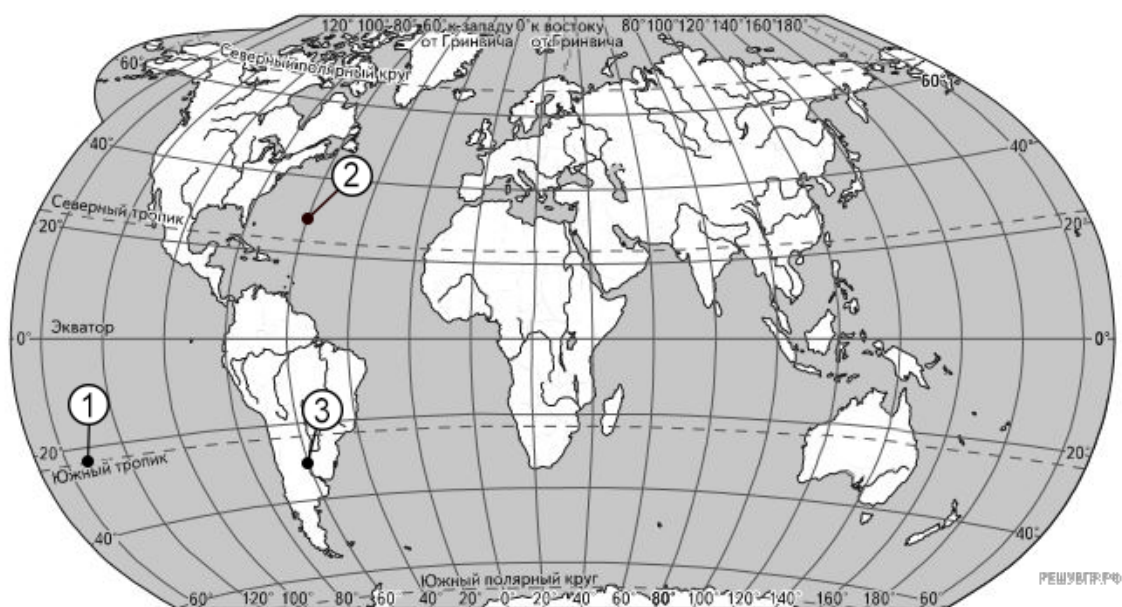 120° 100° 80° 60° к западу 0° к востоку 80° 100° 120° 140° 160° 180°
от Гринвича от Гринвича
60° Северный полярный круг 60°
40° 40°
2
Северный тропик
20° 20°
Экватор
0° 0°
1 3
20° 20°
Южный тропик
40° 40°
Южный полярный круг
60° 120° 100° 80° 60° 40° 20° 0° 20° 40° 60° 80° 100° 120° 140° 160° 180° 60°
РЕШУВПР.РФ